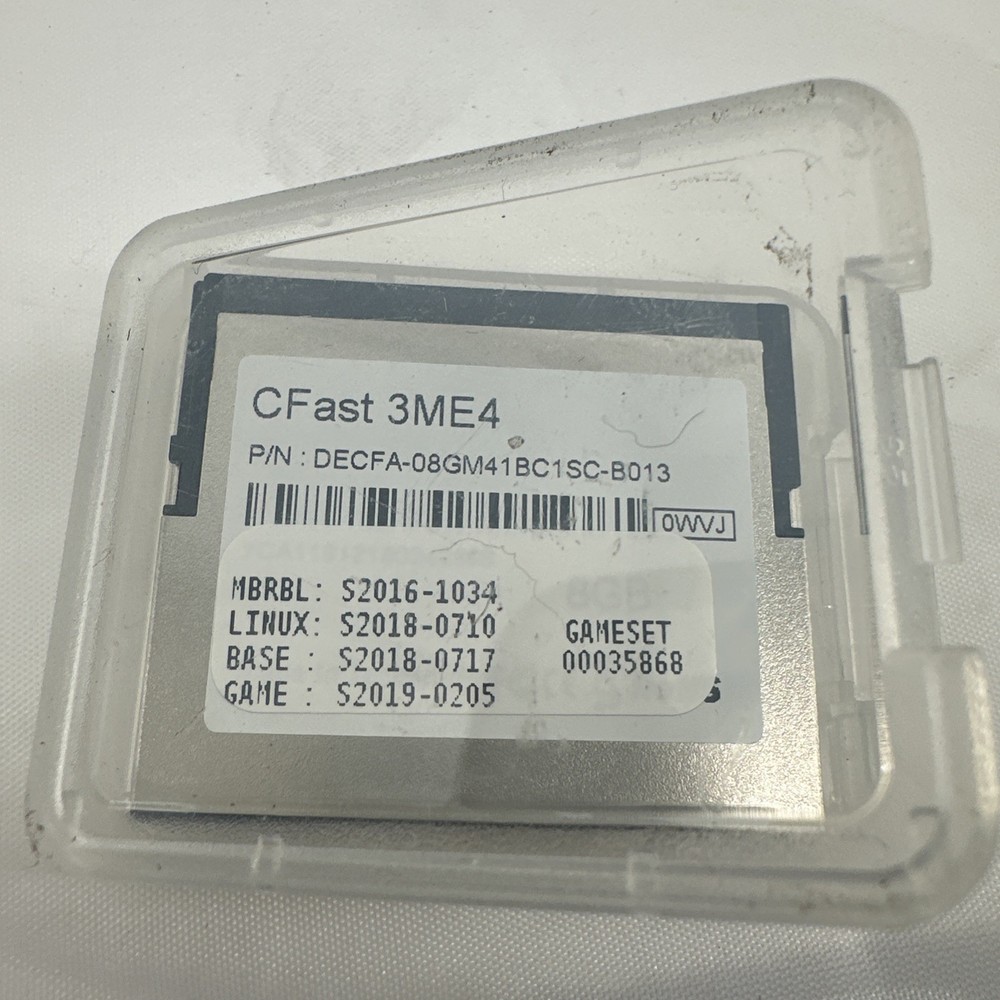 CFast 3ME4
P/N : DECFA-08GM41BC1SC-B013
0WVJ
8GB
MBRBL: S2016-1034
LINUX: S2018-0710
BASE : S2018-0717
GAME : S2019-0205
GAMESET
00035868